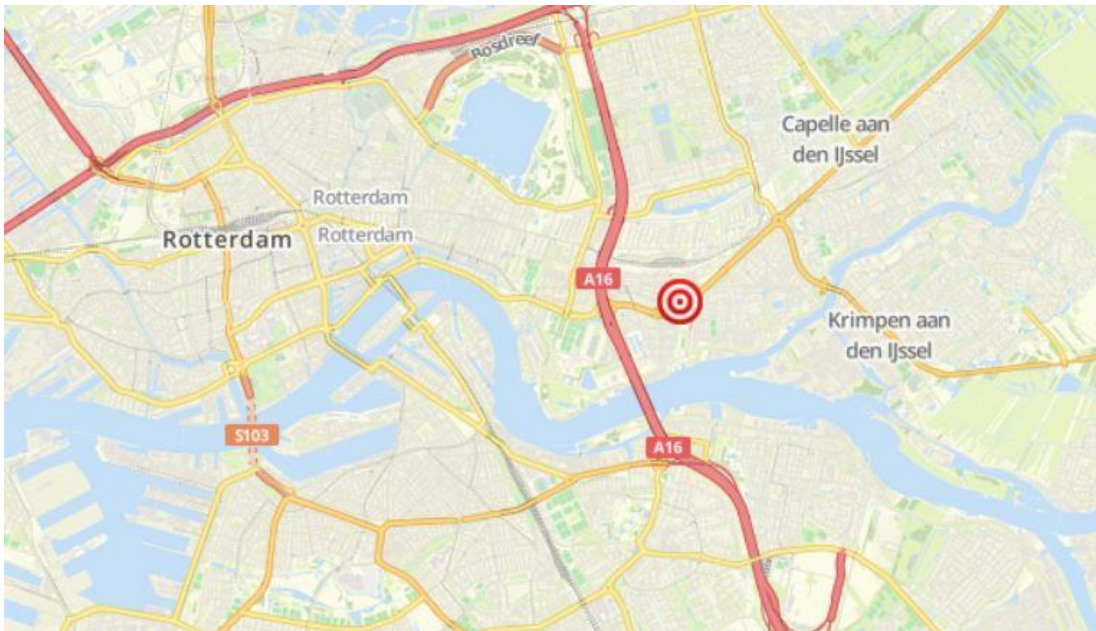 Rosdreef
Capelle aan
den IJssel
Rotterdam
Rotterdam
Rotterdam
A16
Krimpen aan
den IJssel
S103
A16